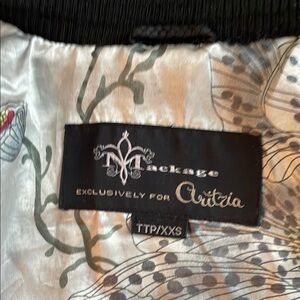 Mackage
EXCLUSIVELY FOR Aritzia
TTP/XXS